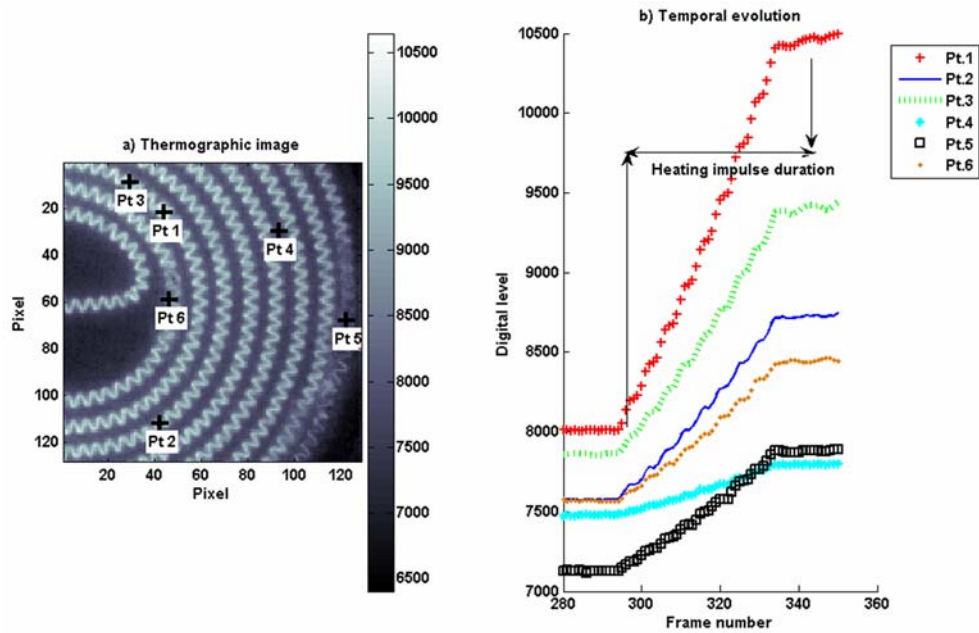 a) Thermographic image
Pixel
20
40
60
80
100
120
Pt 3
Pt 1
Pt 4
Pt 6
Pt 5
Pt 2
20 40 60 80 100 120
Pixel
10500
10000
9500
9000
8500
8000
7500
7000
6500
b) Temporal evolution
Digital level
10500
10000
9500
9000
8500
8000
7500
7000
Heating impulse duration
280 300 320 340 360
Frame number
Pt.1
Pt.2
Pt.3
Pt.4
Pt.5
Pt.6